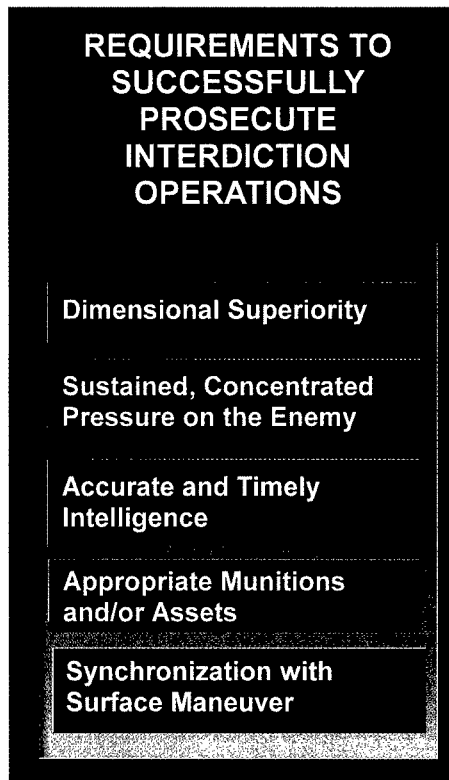 REQUIREMENTS TO
SUCCESSFULLY
PROSECUTE
INTERDICTION
OPERATIONS
Dimensional Superiority
Sustained, Concentrated
Pressure on the Enemy
Accurate and Timely
Intelligence
Appropriate Munitions
and/or Assets
Synchronization with
Surface Maneuver